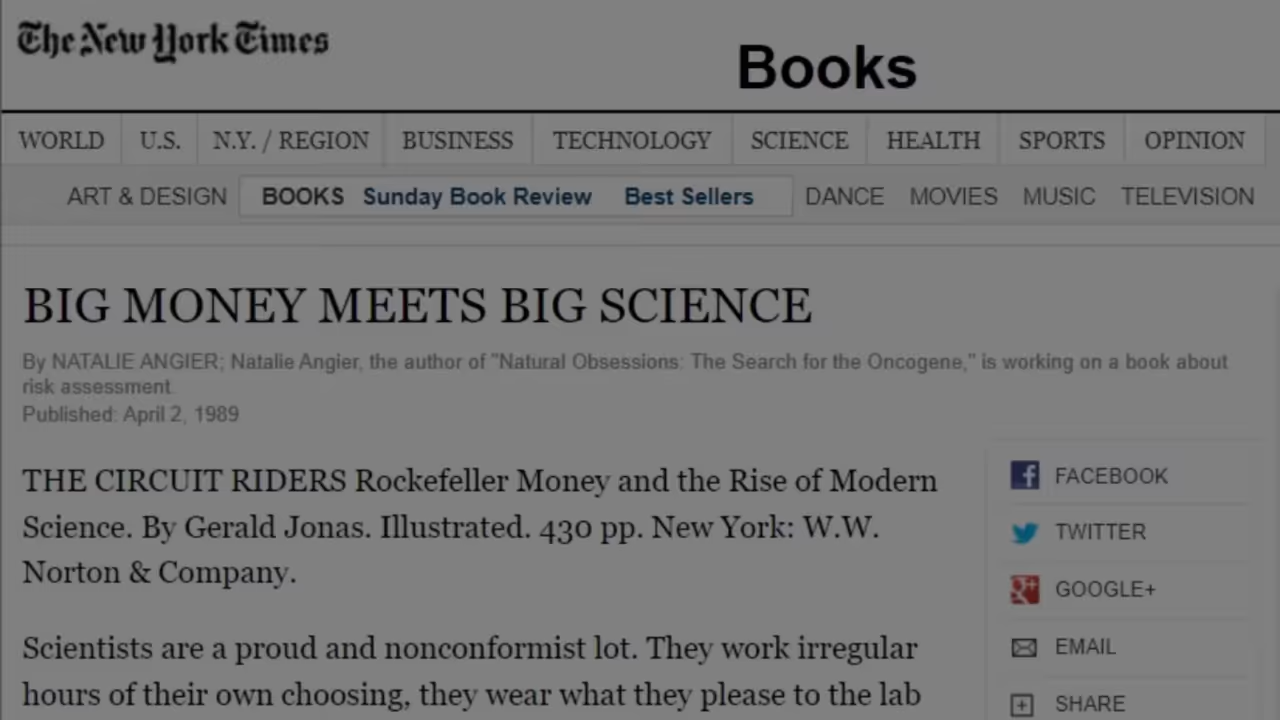 The New York Times
Books
WORLD U.S. N.Y. / REGION BUSINESS TECHNOLOGY SCIENCE HEALTH SPORTS OPINION
ART & DESIGN BOOKS Sunday Book Review Best Sellers DANCE MOVIES MUSIC TELEVISION
BIG MONEY MEETS BIG SCIENCE
By NATALIE ANGIER; Natalie Angier, the author of "Natural Obsessions: The Search for the Oncogene," is working on a book about
risk assessment.
Published: April 2, 1989
THE CIRCUIT RIDERS Rockefeller Money and the Rise of Modern
Science. By Gerald Jonas. Illustrated. 430 pp. New York: W.W.
Norton & Company.
Scientists are a proud and nonconformist lot. They work irregular
hours of their own choosing, they wear what they please to the lab
FACEBOOK
TWITTER
GOOGLE+
EMAIL
SHARE